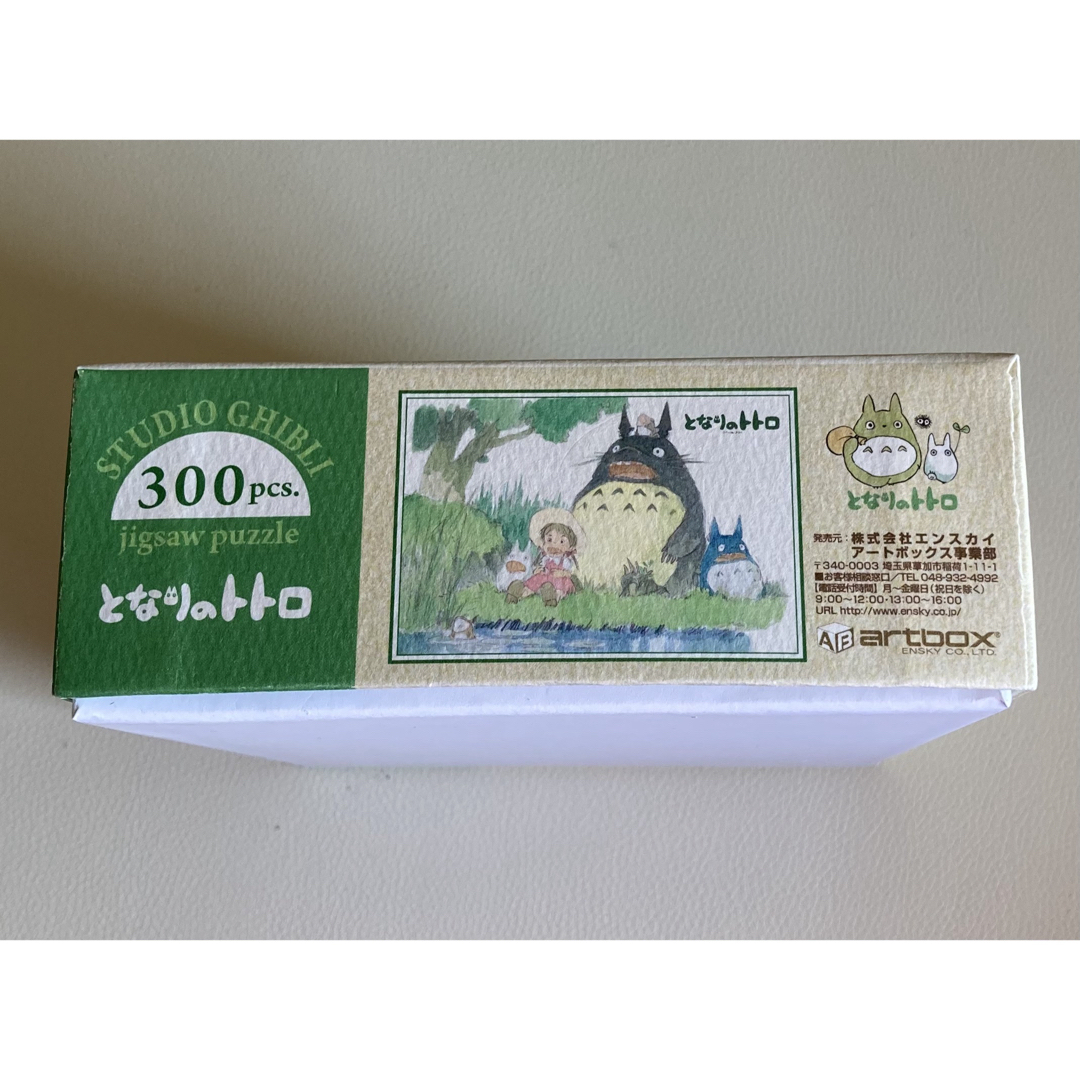 STUDIO GHIBLI
300pcs.
jigsaw puzzle
となりのトトロ
となりのトトロ
となりのトトロ
発売元：株式会社エンスカイ
アートボックス事業部
〒340-0003 埼玉県草加市稲荷1-11-1
■お客様相談窓口／TEL 048-932-4992
【電話受付時間】月〜金曜日（祝日を除く）
9:00〜12:00・13:00〜16:00
URL http://www.ensky.co.jp/
AB artbox®
ENSKY CO.,LTD.